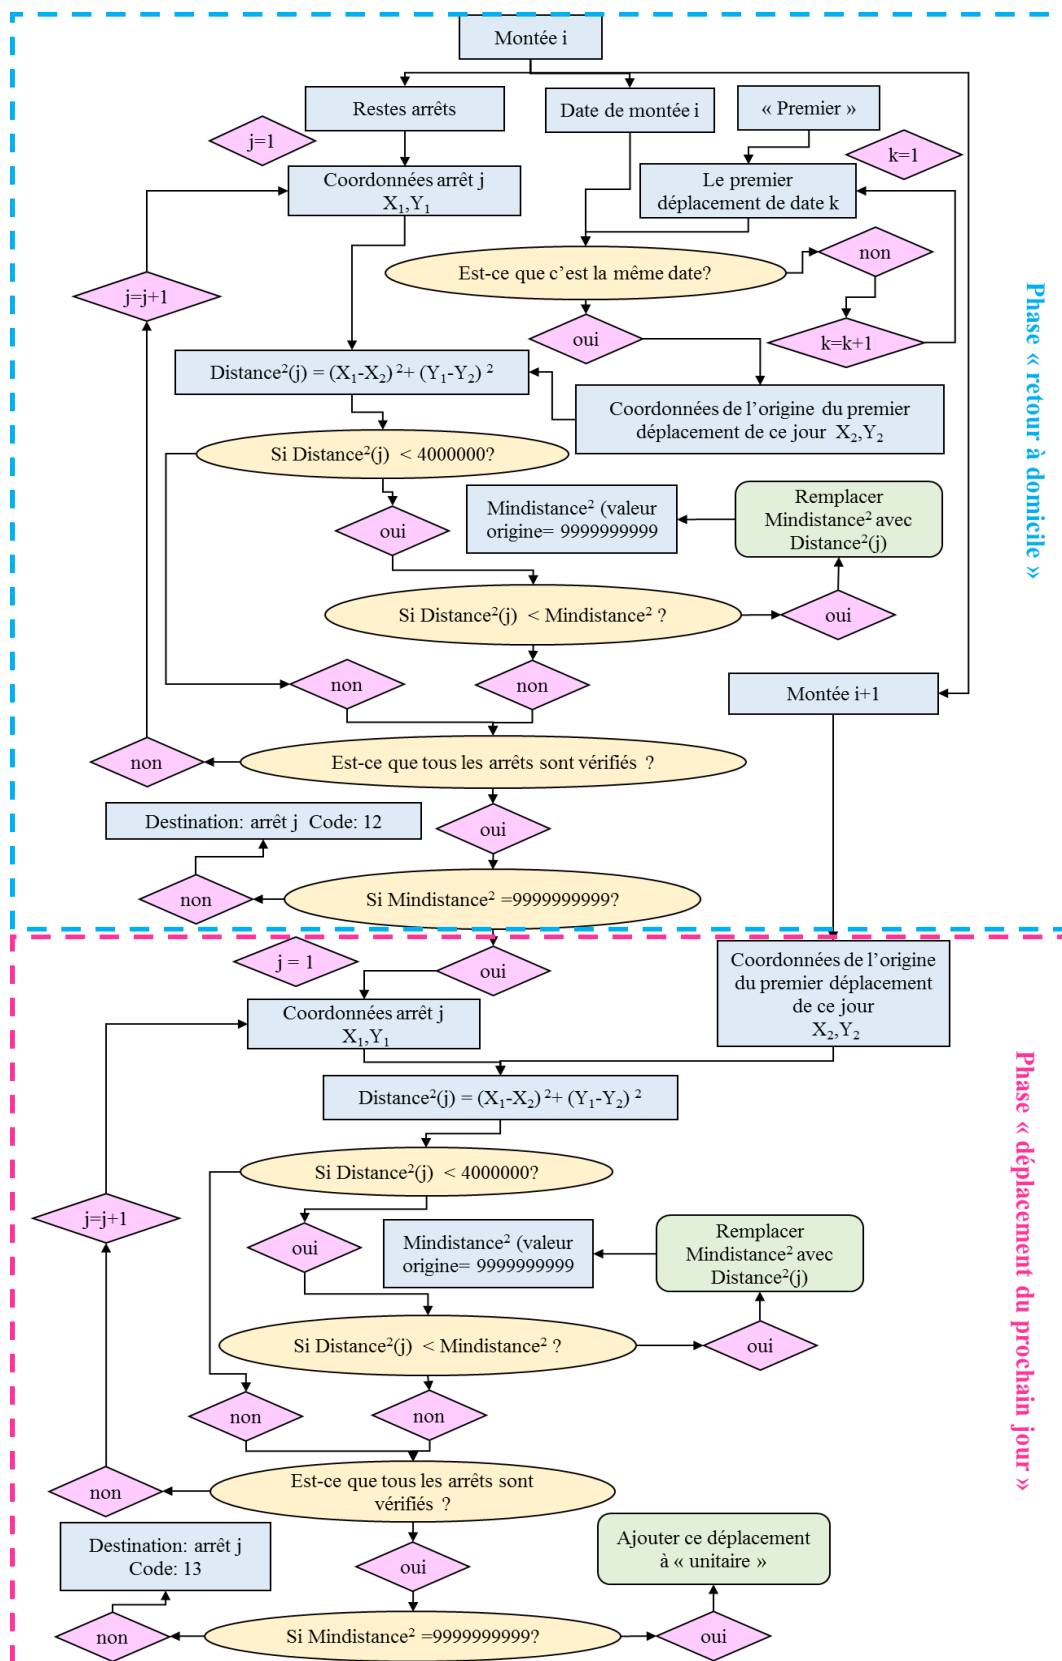 Montée i
Restes arrêts
Date de montée i
« Premier »
j=1
k=1
Coordonnées arrêt j
X₁,Y₁
Le premier
déplacement de date k
Est-ce que c’est la même date?
non
j=j+1
oui
k=k+1
Distance²(j) = (X₁-X₂) ²+ (Y₁-Y₂) ²
Coordonnées de l’origine du premier
déplacement de ce jour X₂,Y₂
Si Distance²(j) < 4000000?
oui
Mindistance² (valeur
origine= 9999999999
Remplacer
Mindistance² avec
Distance²(j)
Si Distance²(j) < Mindistance² ?
oui
non
non
Montée i+1
Est-ce que tous les arrêts sont vérifiés ?
non
Destination: arrêt j Code: 12
oui
non
Si Mindistance² =9999999999?
Phase « retour à domicile »
j = 1
oui
Coordonnées de l’origine
du premier déplacement
de ce jour
X₂,Y₂
Coordonnées arrêt j
X₁,Y₁
Distance²(j) = (X₁-X₂) ²+ (Y₁-Y₂) ²
Si Distance²(j) < 4000000?
j=j+1
oui
Mindistance² (valeur
origine= 9999999999
Remplacer
Mindistance² avec
Distance²(j)
Si Distance²(j) < Mindistance² ?
oui
non
non
Est-ce que tous les arrêts sont
vérifiés ?
non
Destination: arrêt j
Code: 13
oui
Ajouter ce déplacement
à « unitaire »
non
Si Mindistance² =9999999999?
oui
Phase « déplacement du prochain jour »